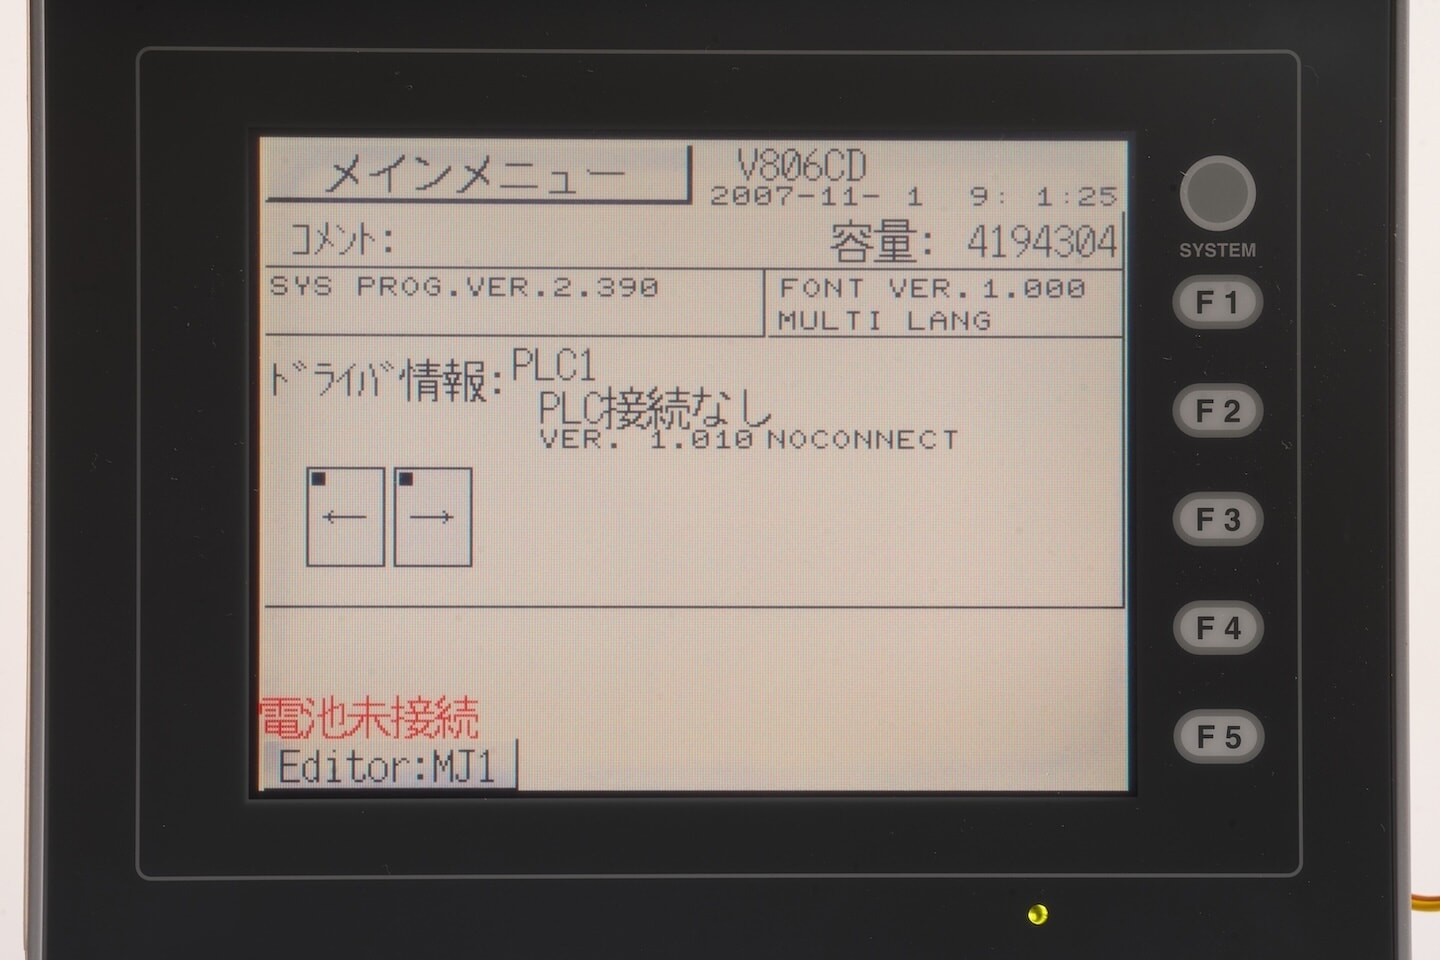 メインメニュー
V806CD
2007-11- 1 9: 1:25
コメント:
容量: 4194304
SYS PROG.VER.2.390
FONT VER.1.000
MULTI LANG
ﾄﾞﾗｲﾊﾞ情報:PLC1
PLC接続なし
VER. 1.010 NOCONNECT
← →
電池未接続
Editor:MJ1
SYSTEM
F1
F2
F3
F4
F5